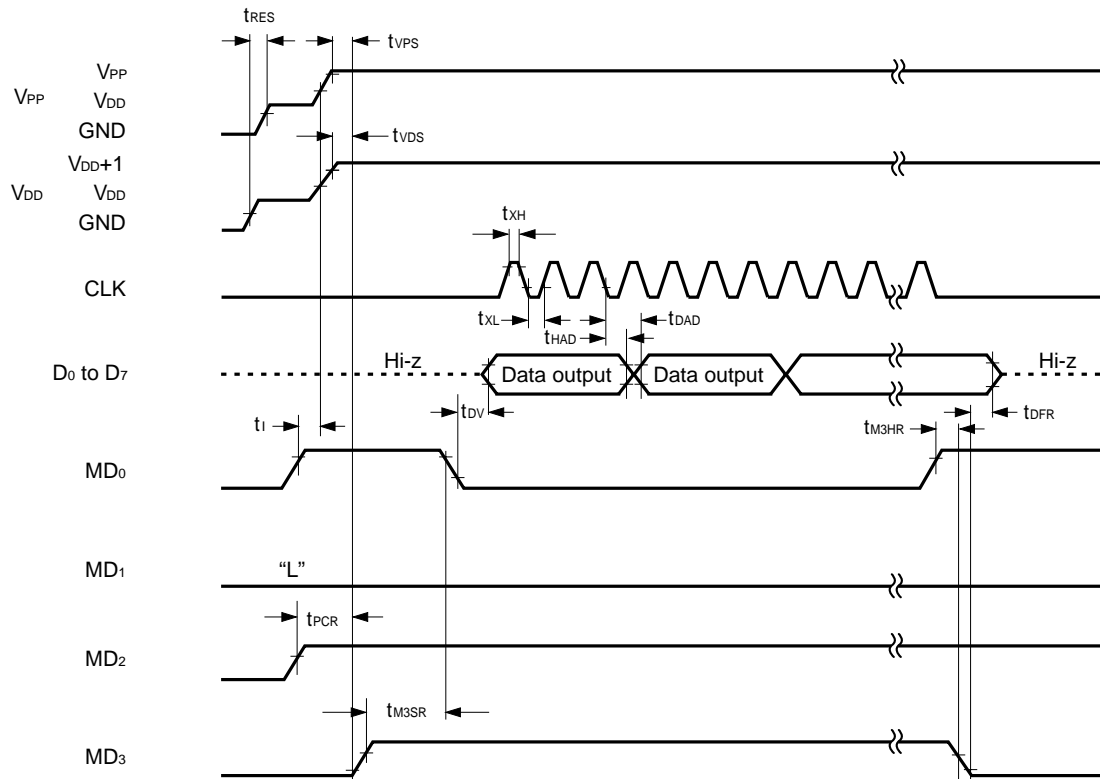 tRES
tVPS
VPP
VPP VDD
GND
tVDS
VDD+1
VDD VDD
GND
tXH
CLK
tXL
tDAD
tHAD
Hi-z
D0 to D7
Data output
Data output
Hi-z
tDV
tDFR
tI
tM3HR
MD0
MD1
“L”
tPCR
MD2
tM3SR
MD3